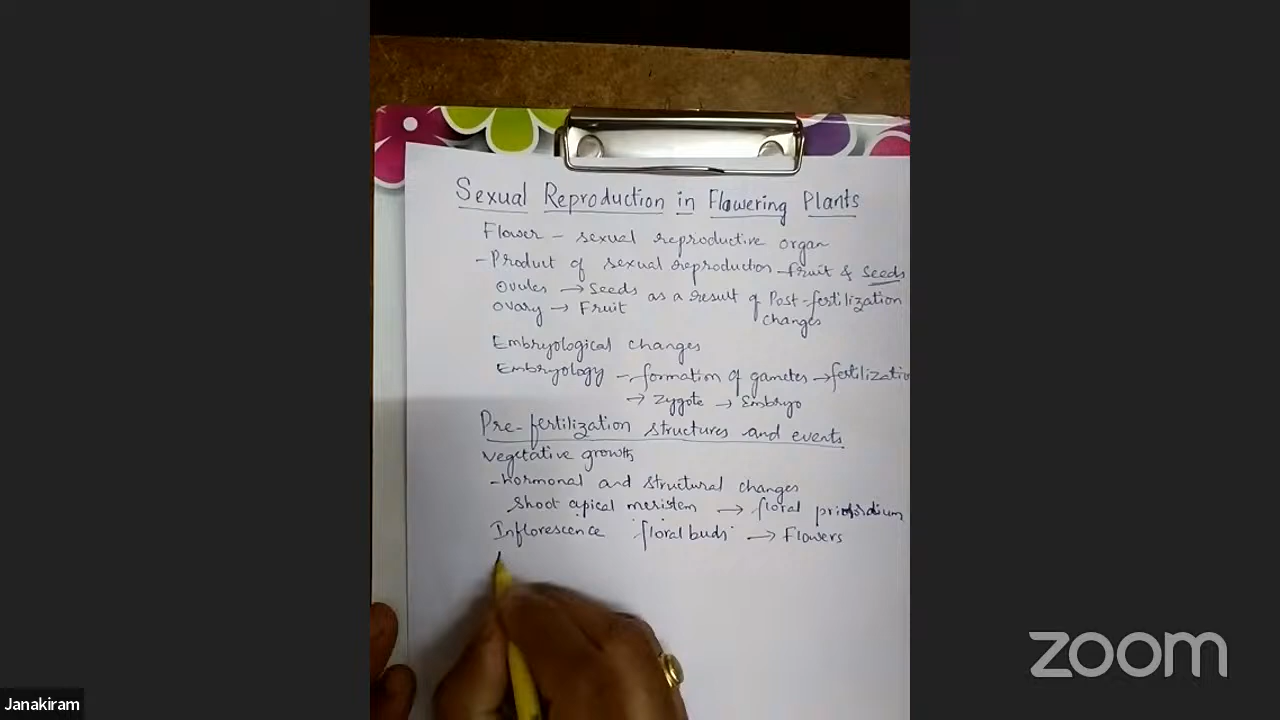 Sexual Reproduction in Flowering Plants
Flower - sexual reproductive organ
- Product of sexual reproduction - fruit & seeds
Ovules → Seeds as a result of Post-fertilization
Ovary → Fruit changes
Embryological changes
Embryology - formation of gametes → fertilization
→ Zygote → Embryo
Pre-fertilization structures and events
Vegetative growth
- hormonal and structural changes
Shoot apical meristem → floral primordium
Inflorescence floral buds → Flowers
zoom
Janakiram